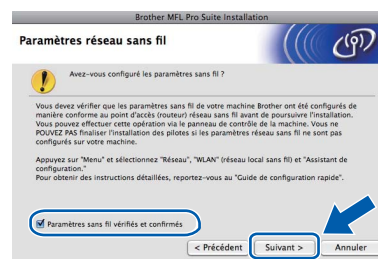 Brother MFL Pro Suite Installation
Paramètres réseau sans fil
Avez-vous configuré les paramètres sans fil ?
Vous devez vérifier que les paramètres sans fil de votre machine Brother ont été configurés de
manière conforme au point d'accès (routeur) réseau sans fil avant de poursuivre l'installation.
Vous pouvez effectuer cette opération via le panneau de contrôle de la machine. Vous ne
POUVEZ PAS finaliser l'installation des pilotes si les paramètres réseau sans fil ne sont pas
configurés sur votre machine.
Appuyez sur "Menu" et sélectionnez "Réseau", "WLAN" (réseau local sans fil) et "Assistant de
configuration."
Pour obtenir des instructions détaillées, reportez-vous au "Guide de configuration rapide".
Paramètres sans fil vérifiés et confirmés
< Précédent
Suivant >
Annuler